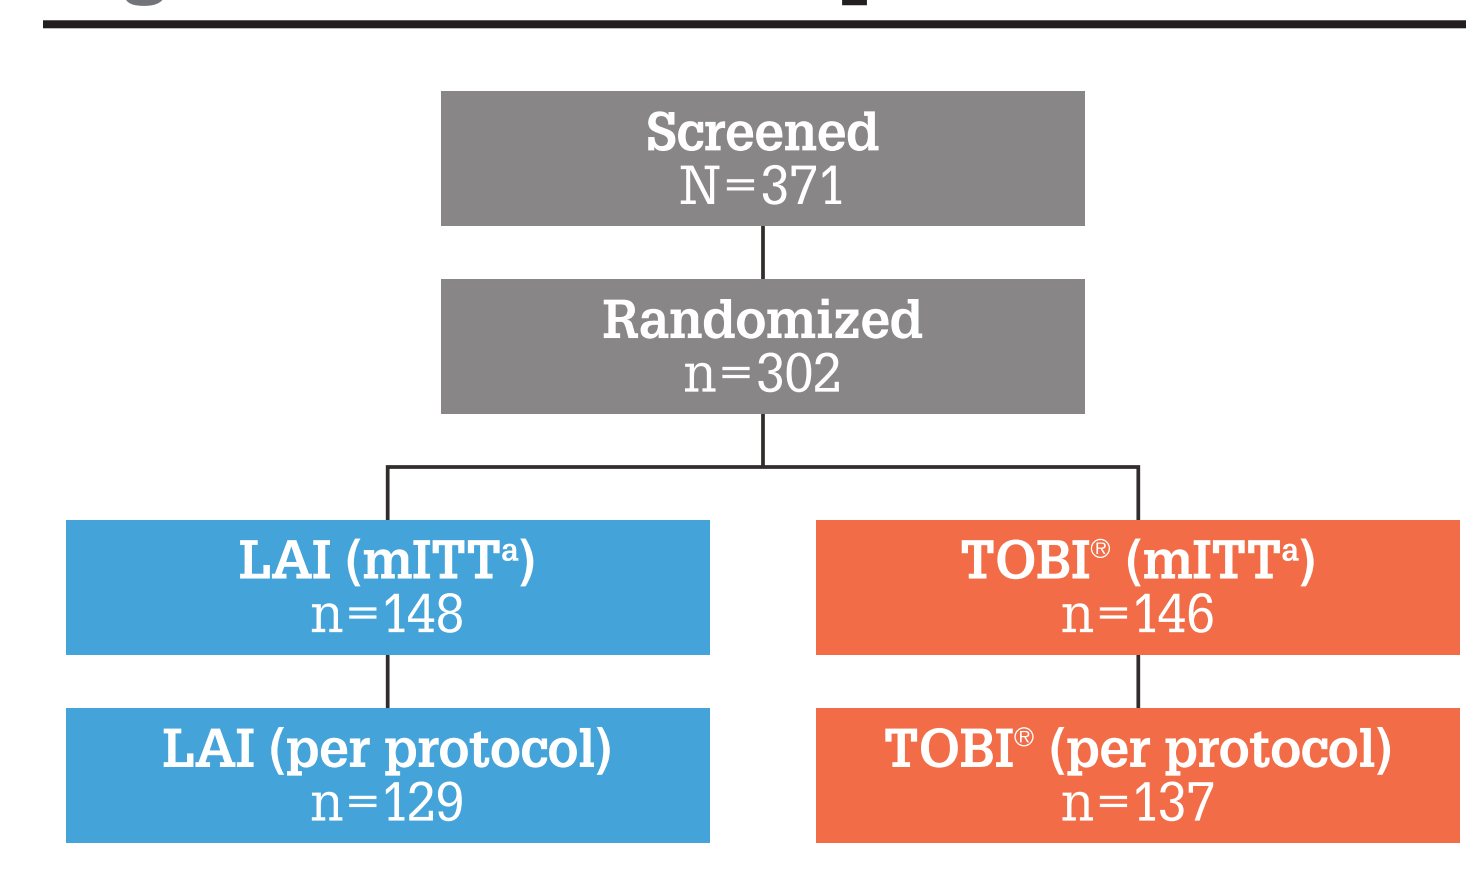 Screened
N=371
Randomized
n=302
LAI (mITTª)
n=148
TOBI® (mITTª)
n=146
LAI (per protocol)
n=129
TOBI® (per protocol)
n=137